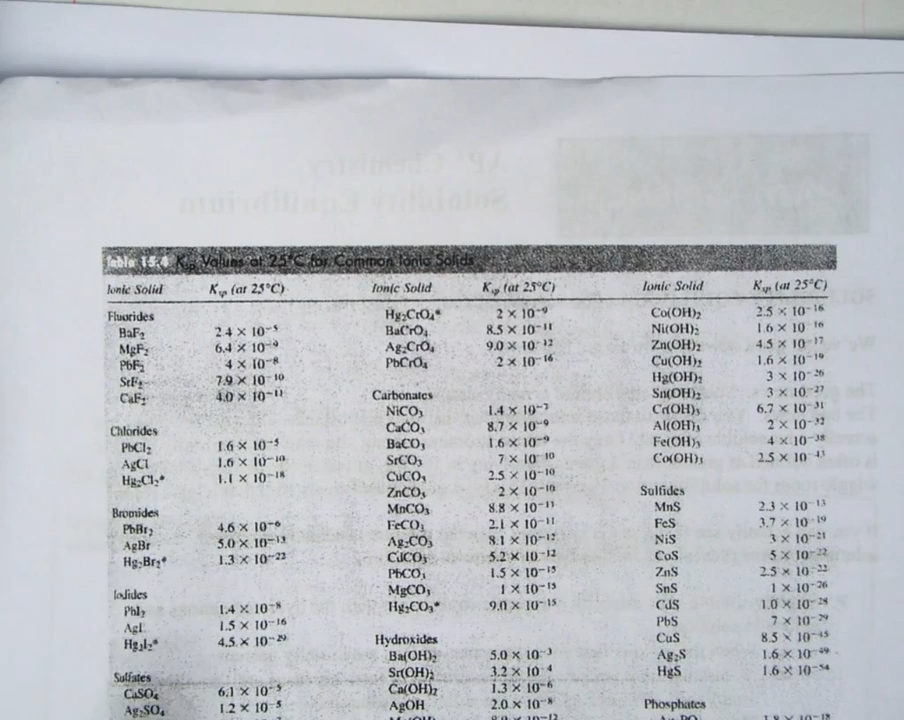 AP* Chemistry
Solubility Equilibrium
Table 15.4 Ksp Values at 25°C for Common Ionic Solids
Ionic Solid Ksp (at 25°C) Ionic Solid Ksp (at 25°C) Ionic Solid Ksp (at 25°C)
Fluorides
BaF₂ 2.4 × 10⁻⁵
MgF₂ 6.4 × 10⁻⁹
PbF₂ 4 × 10⁻⁸
SrF₂ 7.9 × 10⁻¹⁰
CaF₂ 4.0 × 10⁻¹¹
Chlorides
PbCl₂ 1.6 × 10⁻⁵
AgCl 1.6 × 10⁻¹⁰
Hg₂Cl₂* 1.1 × 10⁻¹⁸
Bromides
PbBr₂ 4.6 × 10⁻⁶
AgBr 5.0 × 10⁻¹³
Hg₂Br₂* 1.3 × 10⁻²²
Iodides
PbI₂ 1.4 × 10⁻⁸
AgI 1.5 × 10⁻¹⁶
Hg₂I₂* 4.5 × 10⁻²⁹
Sulfates
CaSO₄ 6.1 × 10⁻⁵
Ag₂SO₄ 1.2 × 10⁻⁵
Hg₂CrO₄* 2 × 10⁻⁹
BaCrO₄ 8.5 × 10⁻¹¹
Ag₂CrO₄ 9.0 × 10⁻¹²
PbCrO₄ 2 × 10⁻¹⁶
Carbonates
NiCO₃ 1.4 × 10⁻⁷
CaCO₃ 8.7 × 10⁻⁹
BaCO₃ 1.6 × 10⁻⁹
SrCO₃ 7 × 10⁻¹⁰
CuCO₃ 2.5 × 10⁻¹⁰
ZnCO₃ 2 × 10⁻¹⁰
MnCO₃ 8.8 × 10⁻¹¹
FeCO₃ 2.1 × 10⁻¹¹
Ag₂CO₃ 8.1 × 10⁻¹²
CdCO₃ 5.2 × 10⁻¹²
PbCO₃ 1.5 × 10⁻¹⁵
MgCO₃ 1 × 10⁻¹⁵
Hg₂CO₃* 9.0 × 10⁻¹⁵
Hydroxides
Ba(OH)₂ 5.0 × 10⁻³
Sr(OH)₂ 3.2 × 10⁻⁴
Ca(OH)₂ 1.3 × 10⁻⁶
AgOH 2.0 × 10⁻⁸
Co(OH)₂ 2.5 × 10⁻¹⁶
Ni(OH)₂ 1.6 × 10⁻¹⁶
Zn(OH)₂ 4.5 × 10⁻¹⁷
Cu(OH)₂ 1.6 × 10⁻¹⁹
Hg(OH)₂ 3 × 10⁻²⁶
Sn(OH)₂ 3 × 10⁻²⁷
Cr(OH)₃ 6.7 × 10⁻³¹
Al(OH)₃ 2 × 10⁻³²
Fe(OH)₃ 4 × 10⁻³⁸
Co(OH)₃ 2.5 × 10⁻⁴³
Sulfides
MnS 2.3 × 10⁻¹³
FeS 3.7 × 10⁻¹⁹
NiS 3 × 10⁻²¹
CoS 5 × 10⁻²²
ZnS 2.5 × 10⁻²²
SnS 1 × 10⁻²⁶
CdS 1.0 × 10⁻²⁸
PbS 7 × 10⁻²⁹
CuS 8.5 × 10⁻⁴⁵
Ag₂S 1.6 × 10⁻⁴⁹
HgS 1.6 × 10⁻⁵⁴
Phosphates